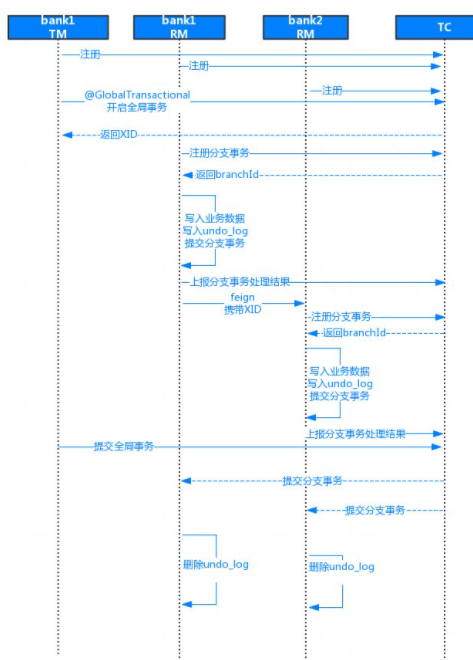 bank1
TM
bank1
RM
bank2
RM
TC
注册
注册
注册
@GlobalTransactional
开启全局事务
返回XID
注册分支事务
返回branchId
写入业务数据
写入undo_log
提交分支事务
上报分支事务处理结果
feign
携带XID
注册分支事务
返回branchId
写入业务数据
写入undo_log
提交分支事务
上报分支事务处理结果
提交全局事务
提交分支事务
提交分支事务
删除undo_log
删除undo_log